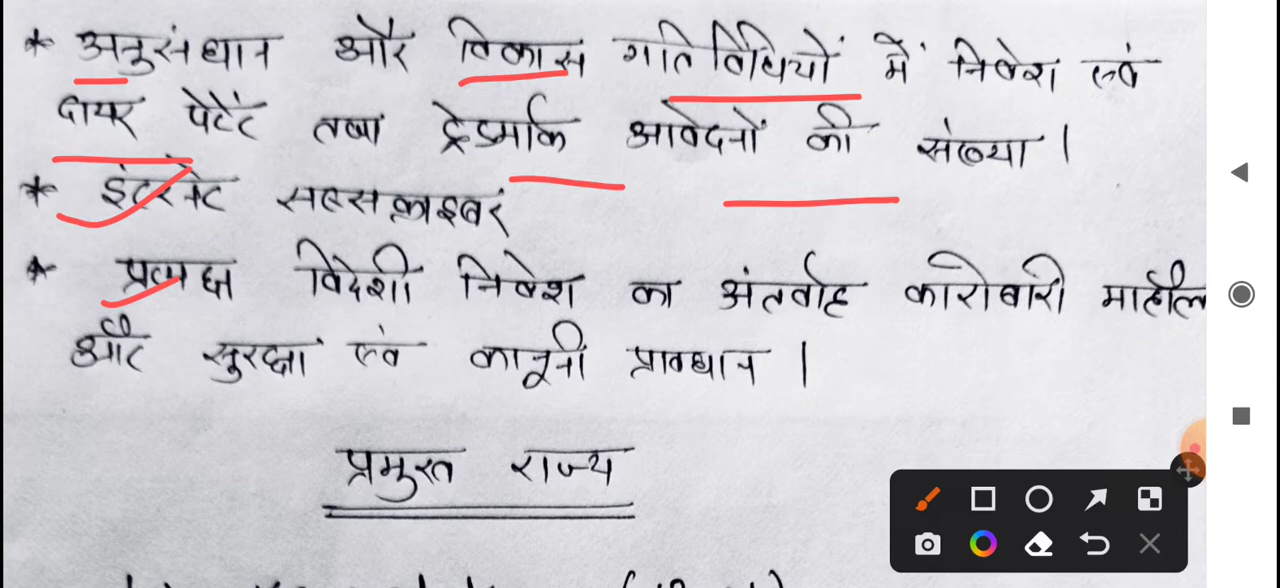 * अनुसंधान और विकास गतिविधियों में निवेश एवं
दायर पेटेंट तथा ट्रेडमार्क आवेदनों की संख्या |
* इंटरनेट सब्सक्राइबर
* प्रत्यक्ष विदेशी निवेश का अंतर्वाह कारोबारी माहौल
और सुरक्षा एवं कानूनी प्रावधान |
प्रमुख राज्य